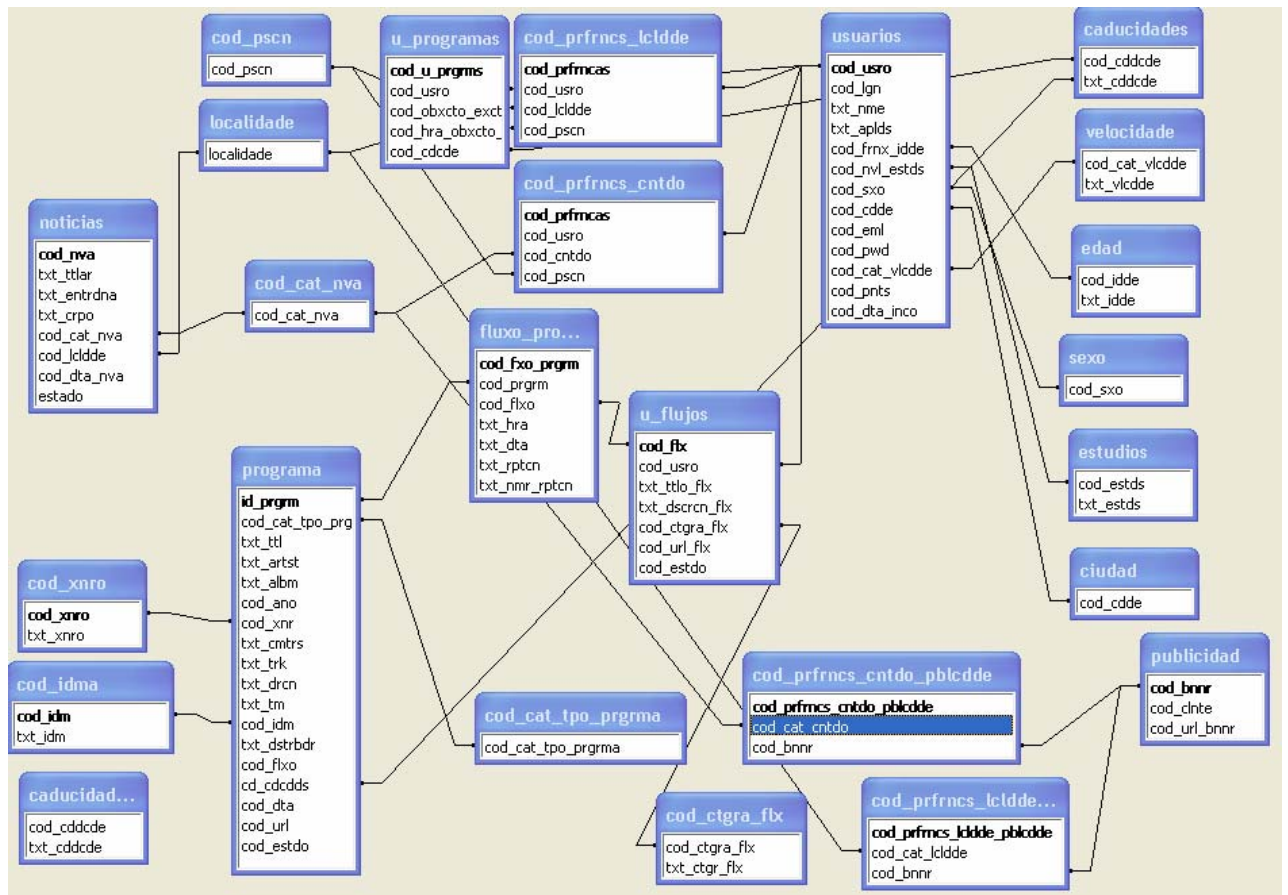 cod_pscn
cod_pscn
u_programas
cod_u_prgrms
cod_usro
cod_obxcto_exct
cod_hra_obxcto_
cod_cdcde
cod_prfrncs_lcldde
cod_prfrncas
cod_usro
cod_lcldde
cod_pscn
usuarios
cod_usro
cod_lgn
txt_nme
txt_aplds
cod_frnx_idde
cod_nvl_estds
cod_sxo
cod_cdde
cod_eml
cod_pwd
cod_cat_vlcdde
cod_pnts
cod_dta_inco
caducidades
cod_cddcde
txt_cddcde
localidade
localidade
velocidade
cod_cat_vlcdde
txt_vlcdde
cod_prfrncs_cntdo
cod_prfrncas
cod_usro
cod_cntdo
cod_pscn
noticias
cod_nva
txt_ttlar
txt_entrdna
txt_crpo
cod_cat_nva
cod_lcldde
cod_dta_nva
estado
cod_cat_nva
cod_cat_nva
edad
cod_idde
txt_idde
fluxo_pro...
cod_fxo_prgrm
cod_prgrm
cod_flxo
txt_hra
txt_dta
txt_rptcn
txt_nmr_rptcn
sexo
cod_sxo
u_flujos
cod_flx
cod_usro
txt_ttlo_flx
txt_dscrcn_flx
cod_ctgra_flx
cod_url_flx
cod_estdo
estudios
cod_estds
txt_estds
programa
id_prgrm
cod_cat_tpo_prg
txt_ttl
txt_artst
txt_albm
cod_ano
cod_xnr
txt_cmtrs
txt_trk
txt_drcn
txt_tm
cod_idm
txt_dstrbdr
cod_flxo
cd_cdcdds
cod_dta
cod_url
cod_estdo
cod_xnro
cod_xnro
txt_xnro
ciudad
cod_cdde
cod_idma
cod_idm
txt_idm
cod_cat_tpo_prgrma
cod_cat_tpo_prgrma
cod_prfrncs_cntdo_pblcdde
cod_prfrncs_cntdo_pblcdde
cod_cat_cntdo
cod_bnnr
publicidad
cod_bnnr
cod_clnte
cod_url_bnnr
caducidad...
cod_cddcde
txt_cddcde
cod_ctgra_flx
cod_ctgra_flx
txt_ctgr_flx
cod_prfrncs_lcldde...
cod_prfrncs_lcldde_pblcdde
cod_cat_lcldde
cod_bnnr